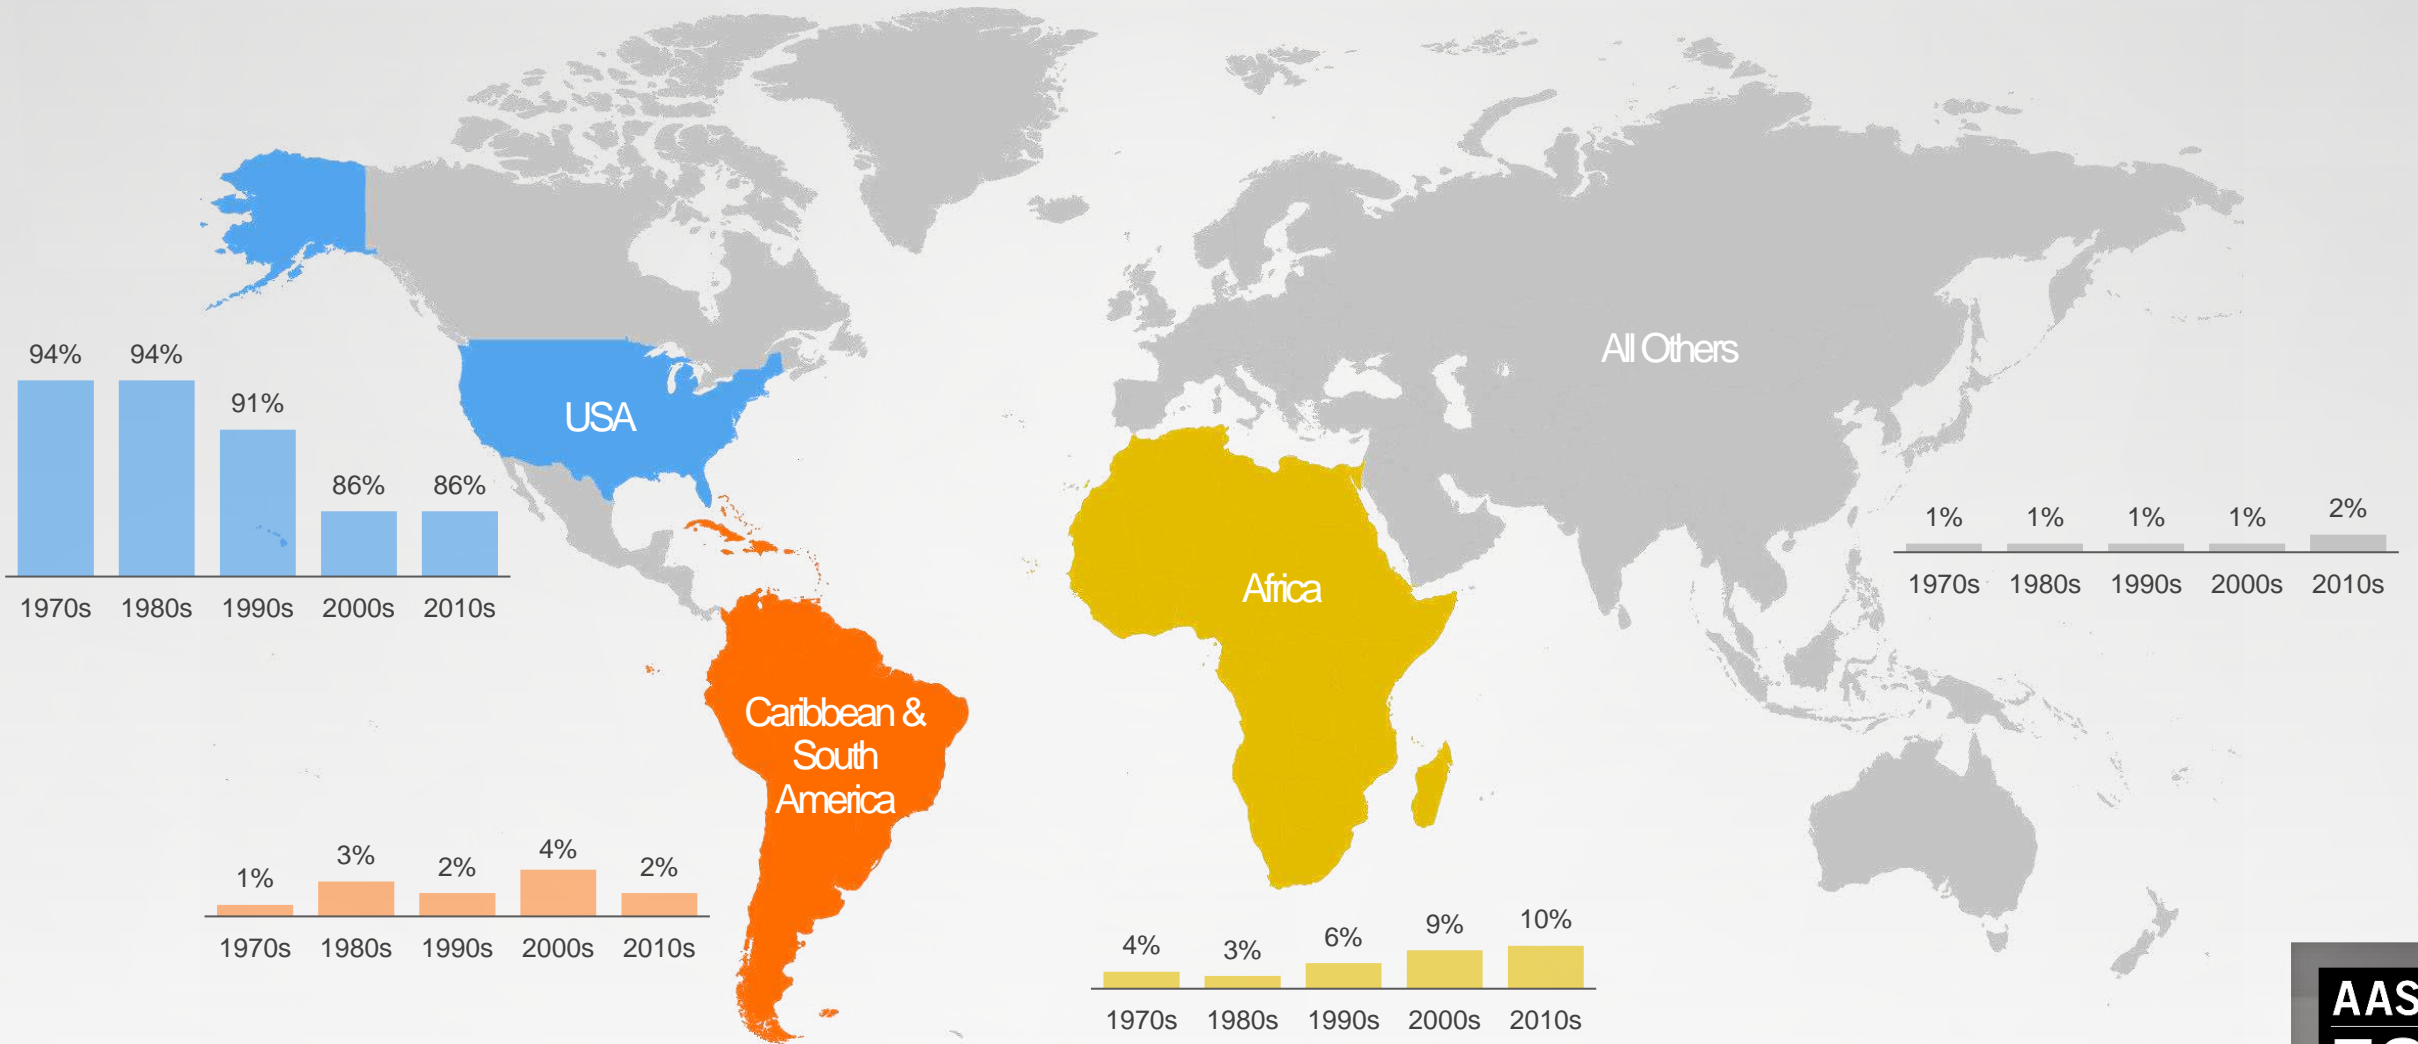 94% 94%
91%
86% 86%
1970s 1980s 1990s 2000s 2010s
USA
All Others
1% 1% 1% 1% 2%
1970s 1980s 1990s 2000s 2010s
Africa
Caribbean &
South
America
1% 3% 2% 4% 2%
1970s 1980s 1990s 2000s 2010s
4% 3% 6% 9% 10%
1970s 1980s 1990s 2000s 2010s
AAS